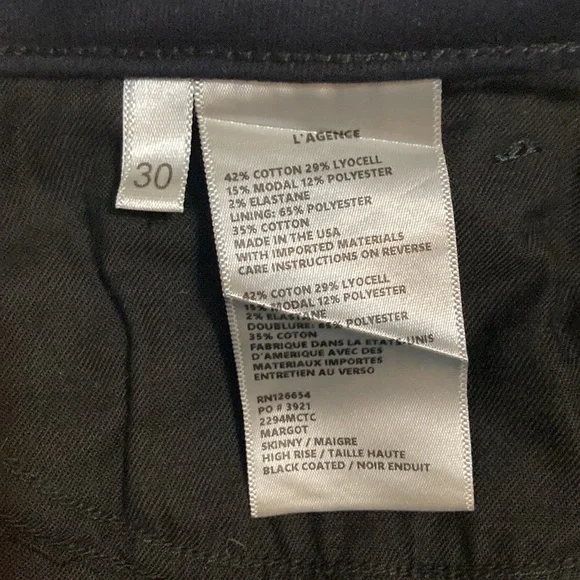 30
L'AGENCE
42% COTTON 29% LYOCELL
15% MODAL 12% POLYESTER
2% ELASTANE
LINING: 65% POLYESTER
35% COTTON
MADE IN THE USA
WITH IMPORTED MATERIALS
CARE INSTRUCTIONS ON REVERSE
42% COTON 29% LYOCELL
15% MODAL 12% POLYESTER
2% ELASTANE
DOUBLURE: 65% POLYESTER
35% COTON
FABRIQUE DANS LA ETATS-UNIS
D'AMERIQUE AVEC DES
MATERIAUX IMPORTES
ENTRETIEN AU VERSO
RN126654
PO # 3921
2294MCTC
MARGOT
SKINNY / MAIGRE
HIGH RISE / TAILLE HAUTE
BLACK COATED / NOIR ENDUIT